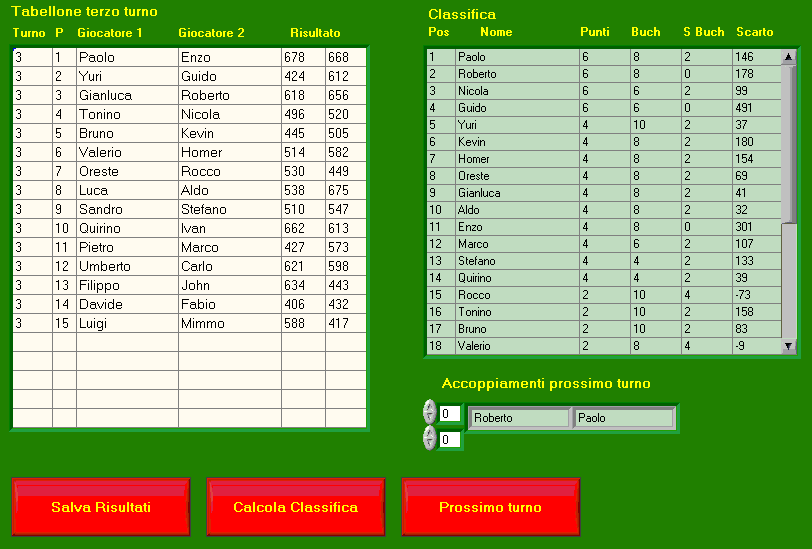 Tabellone terzo turno
Turno P Giocatore 1 Giocatore 2 Risultato
3 1 Paolo Enzo 678 668
3 2 Yuri Guido 424 612
3 3 Gianluca Roberto 618 656
3 4 Tonino Nicola 496 520
3 5 Bruno Kevin 445 505
3 6 Valerio Homer 514 582
3 7 Oreste Rocco 530 449
3 8 Luca Aldo 538 675
3 9 Sandro Stefano 510 547
3 10 Quirino Ivan 662 613
3 11 Pietro Marco 427 573
3 12 Umberto Carlo 621 598
3 13 Filippo John 634 443
3 14 Davide Fabio 406 432
3 15 Luigi Mimmo 588 417
Classifica
Pos Nome Punti Buch S Buch Scarto
1 Paolo 6 8 2 146
2 Roberto 6 8 0 178
3 Nicola 6 6 2 99
4 Guido 6 6 0 491
5 Yuri 4 10 2 37
6 Kevin 4 8 2 180
7 Homer 4 8 2 154
8 Oreste 4 8 2 69
9 Gianluca 4 8 2 41
10 Aldo 4 8 2 32
11 Enzo 4 8 0 301
12 Marco 4 6 2 107
13 Stefano 4 4 2 133
14 Quirino 4 4 2 39
15 Rocco 2 10 4 -73
16 Tonino 2 10 2 158
17 Bruno 2 10 2 83
18 Valerio 2 8 4 -9
Accoppiamenti prossimo turno
0 Roberto Paolo
0
Salva Risultati Calcola Classifica Prossimo turno